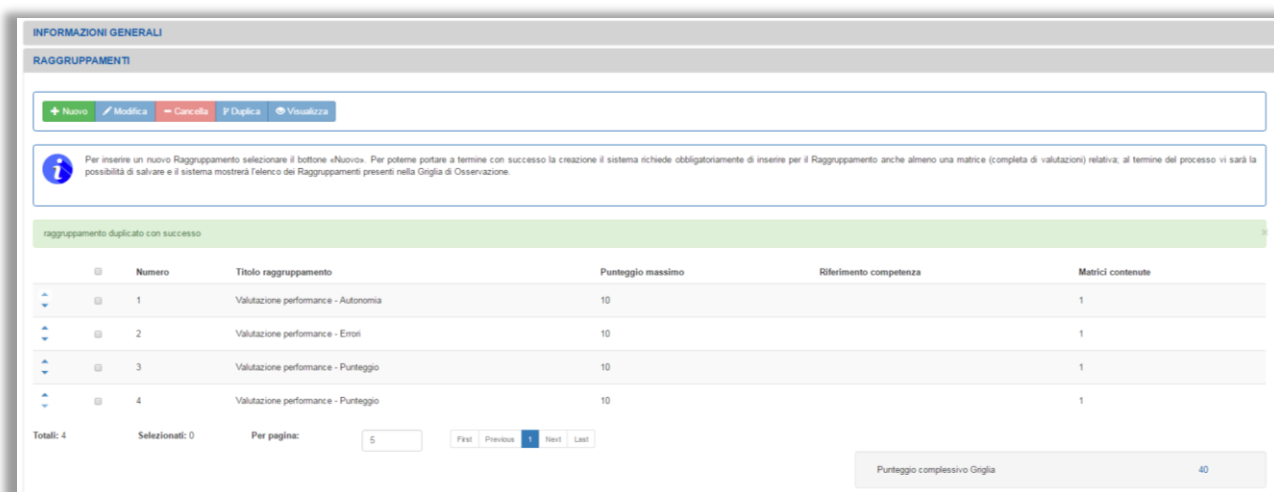 INFORMAZIONI GENERALI
RAGGRUPPAMENTI
Nuovo Modifica Cancella Duplica Visualizza
Per inserire un nuovo Raggruppamento selezionare il bottone «Nuovo». Per poterne portare a termine con successo la creazione il sistema richiede obbligatoriamente di inserire per il Raggruppamento anche almeno una matrice (completa di valutazioni) relativa; al termine del processo vi sarà la
possibilità di salvare e il sistema mostrerà l'elenco dei Raggruppamenti presenti nella Griglia di Osservazione.
raggruppamento duplicato con successo ×
Numero Titolo raggruppamento Punteggio massimo Riferimento competenza Matrici contenute
1 Valutazione performance - Autonomia 10 1
2 Valutazione performance - Errori 10 1
3 Valutazione performance - Punteggio 10 1
4 Valutazione performance - Punteggio 10 1
Totali: 4 Selezionati: 0 Per pagina: 5 First Previous 1 Next Last
Punteggio complessivo Griglia 40